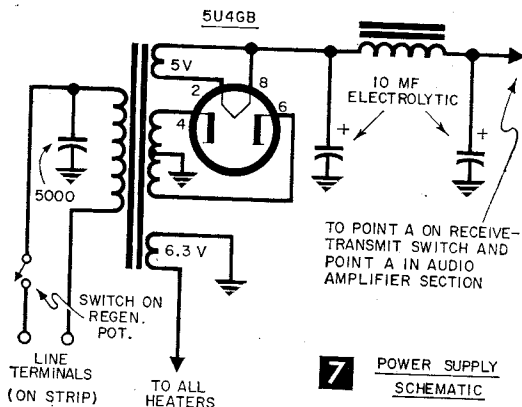 5U4GB
5V
2
8
4
6
10 MF
ELECTROLYTIC
+
+
5000
TO POINT A ON RECEIVE-
TRANSMIT SWITCH AND
POINT A IN AUDIO
AMPLIFIER SECTION
6.3 V
SWITCH ON
REGEN.
POT.
LINE
TERMINALS
(ON STRIP)
TO ALL
HEATERS
7
POWER SUPPLY
SCHEMATIC